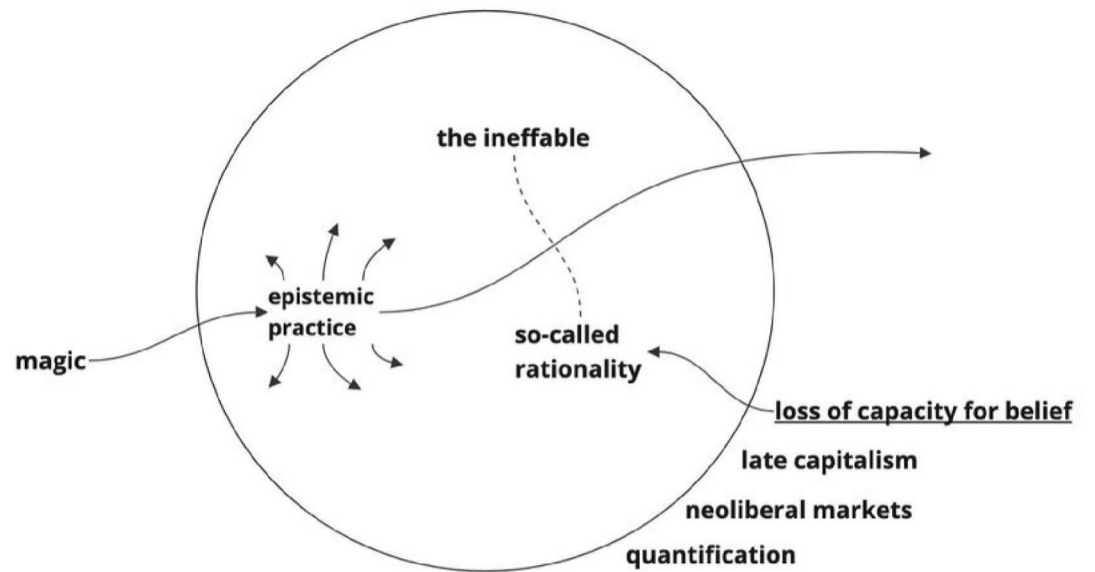 the ineffable
epistemic
practice
magic
so-called
rationality
loss of capacity for belief
late capitalism
neoliberal markets
quantification